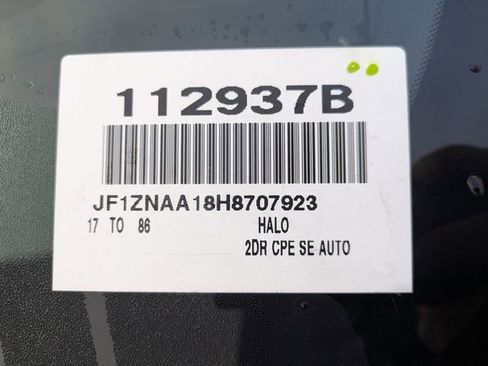 112937B
JF1ZNAA18H8707923
17 TO 86 HALO
2DR CPE SE AUTO